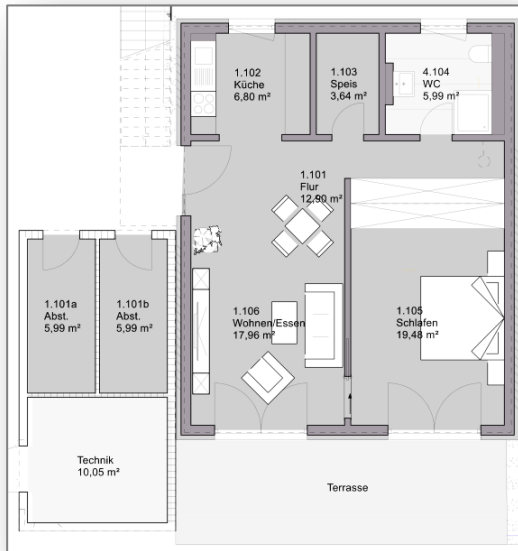 1.102
Küche
6,80 m²
1.103
Speis
3,64 m²
4.104
WC
5,99 m²
1.101
Flur
12,90 m²
1.101a
Abst.
5,99 m²
1.101b
Abst.
5,99 m²
1.106
Wohnen/Essen
17,96 m²
1.105
Schlafen
19,48 m²
Technik
10,05 m²
Terrasse